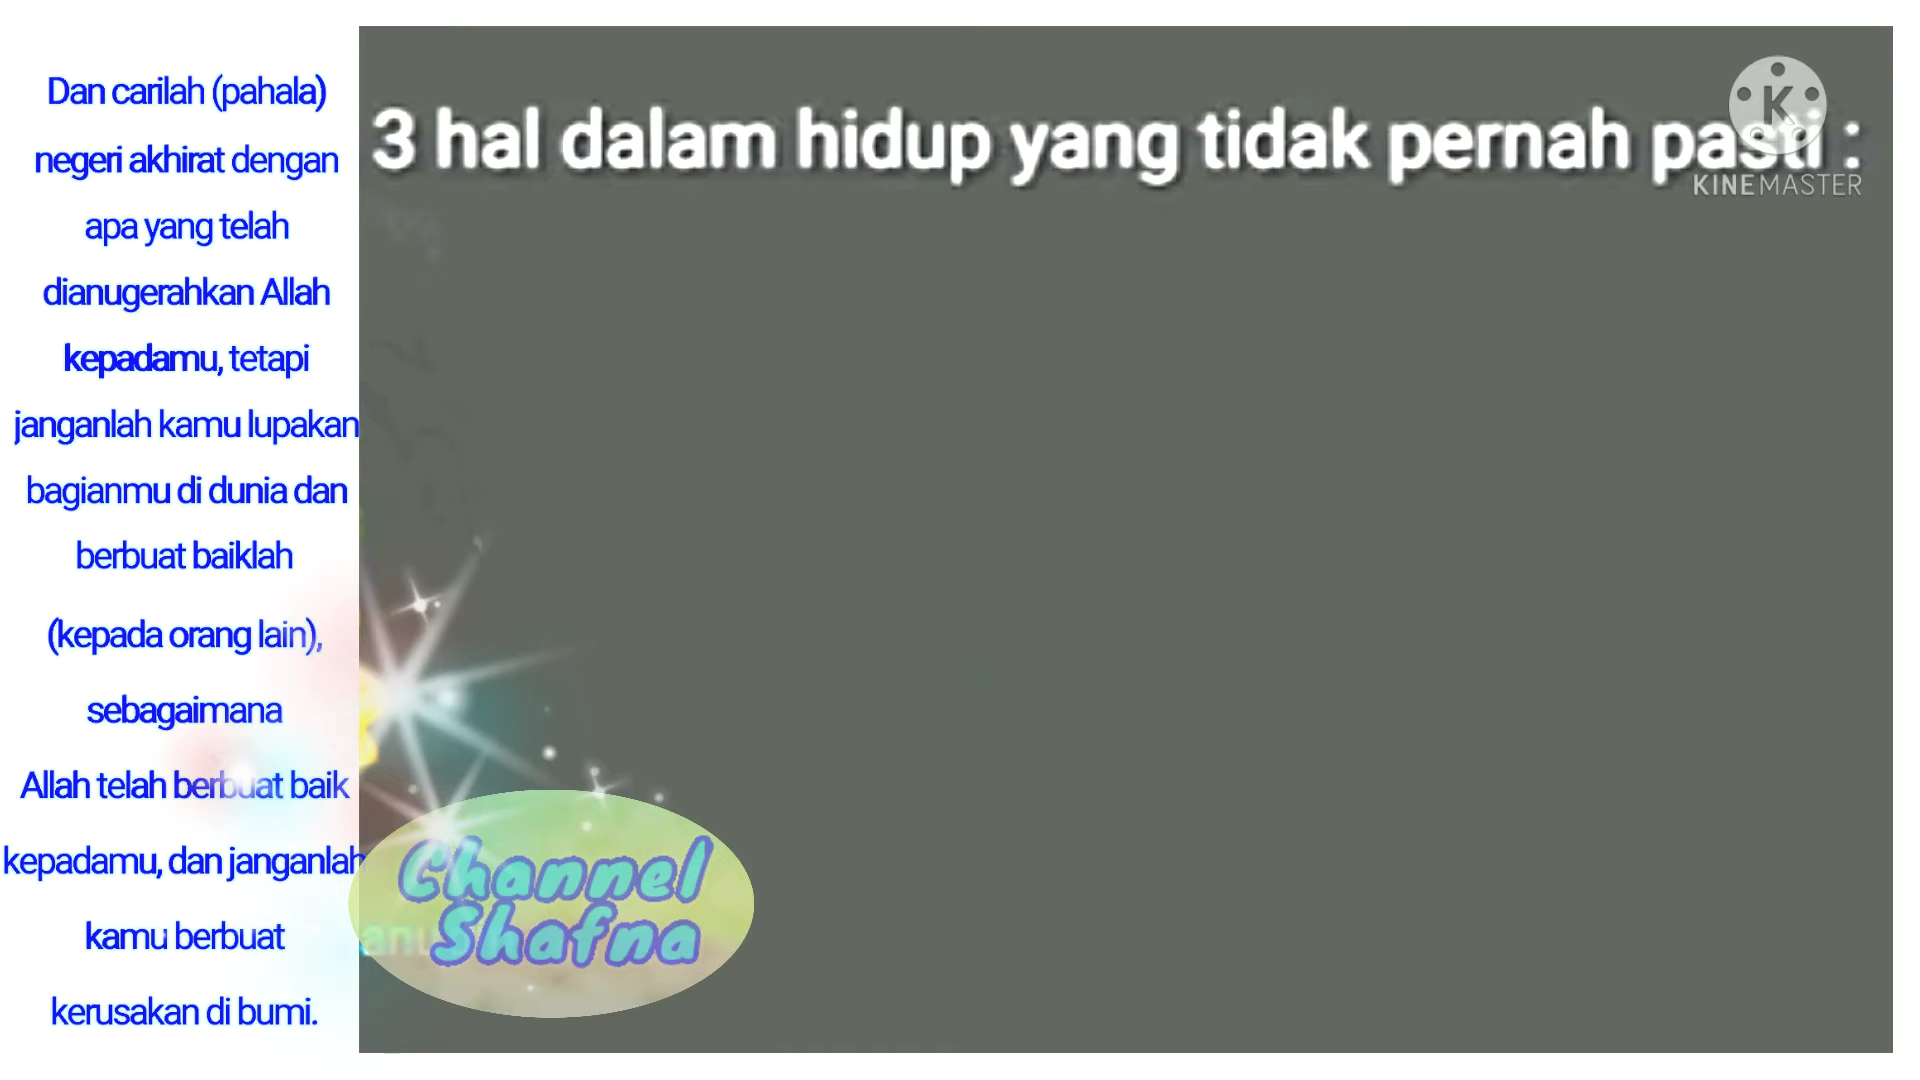 Dan carilah (pahala)
negeri akhirat dengan
apa yang telah
dianugerahkan Allah
kepadamu, tetapi
janganlah kamu lupakan
bagianmu di dunia dan
berbuat baiklah
(kepada orang lain),
sebagaimana
Allah telah berbuat baik
kepadamu, dan janganlah
kamu berbuat
kerusakan di bumi.
3 hal dalam hidup yang tidak pernah pasti :
K
KINEMASTER
Channel
Shafna